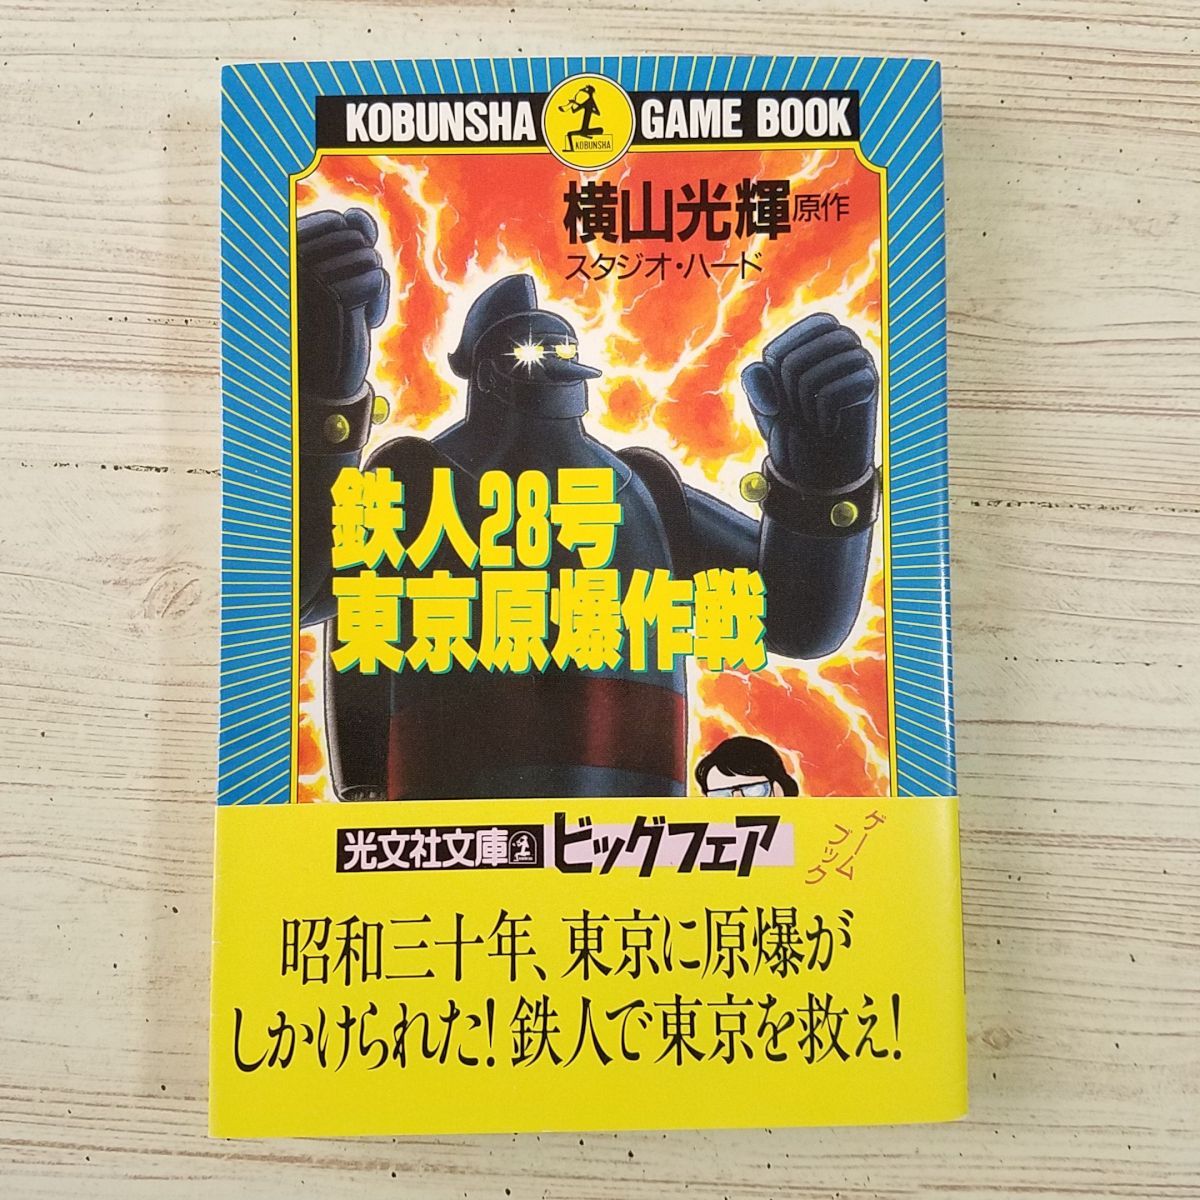 KOBUNSHA GAME BOOK
KOBUNSHA
横山光輝 原作
スタジオ・ハード
鉄人28号
東京原爆作戦
光文社文庫 ビッグフェア
ゲーム
ブック
昭和三十年、東京に原爆が
しかけられた!鉄人で東京を救え!